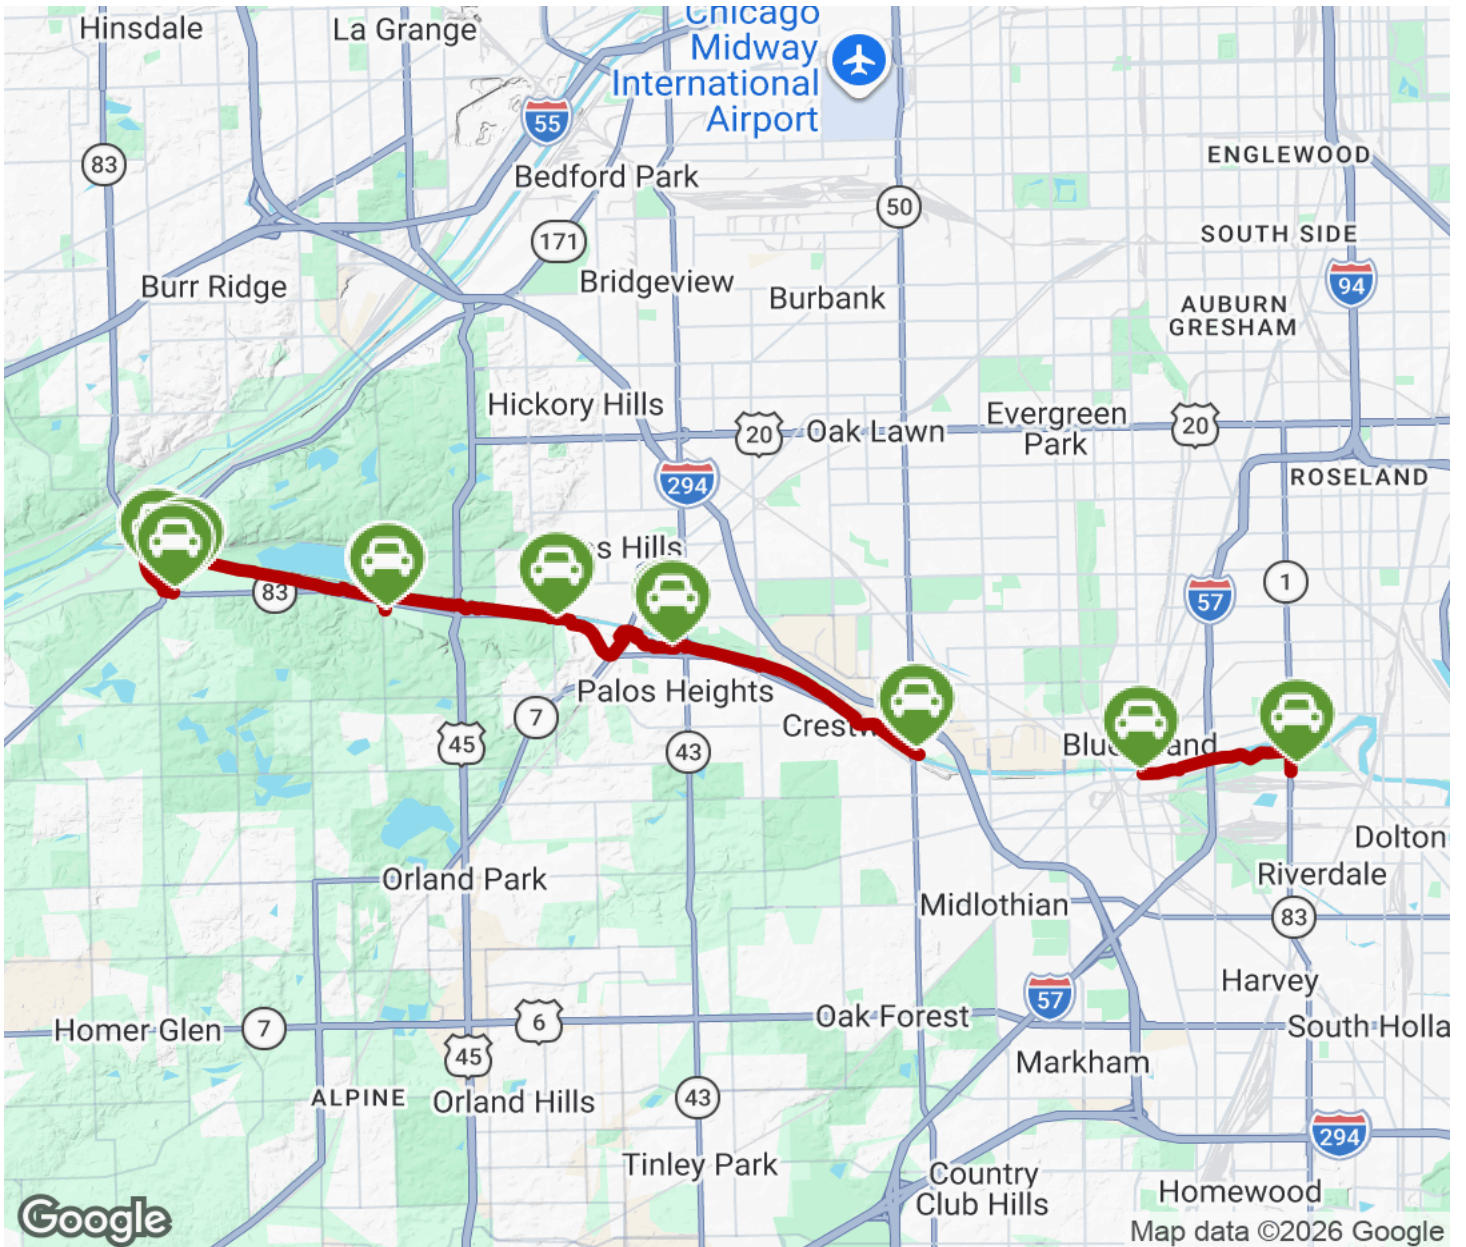 Hinsdale
La Grange
Chicago
Midway
International
Airport
55
83
ENGLEWOOD
Bedford Park
50
171
SOUTH SIDE
Burr Ridge
Bridgeview
Burbank
94
AUBURN
GRESHAM
Hickory Hills
20
Oak Lawn
Evergreen
Park
20
294
ROSELAND
s Hills
83
57
1
Palos Heights
7
Crestw
45
43
Blue
and
Dolton
Orland Park
Riverdale
Midlothian
83
Harvey
57
Homer Glen
7
6
Oak Forest
South Holla
45
Markham
ALPINE
Orland Hills
43
294
Tinley Park
Country
Club Hills
Homewood
Google
Map data ©2026 Google